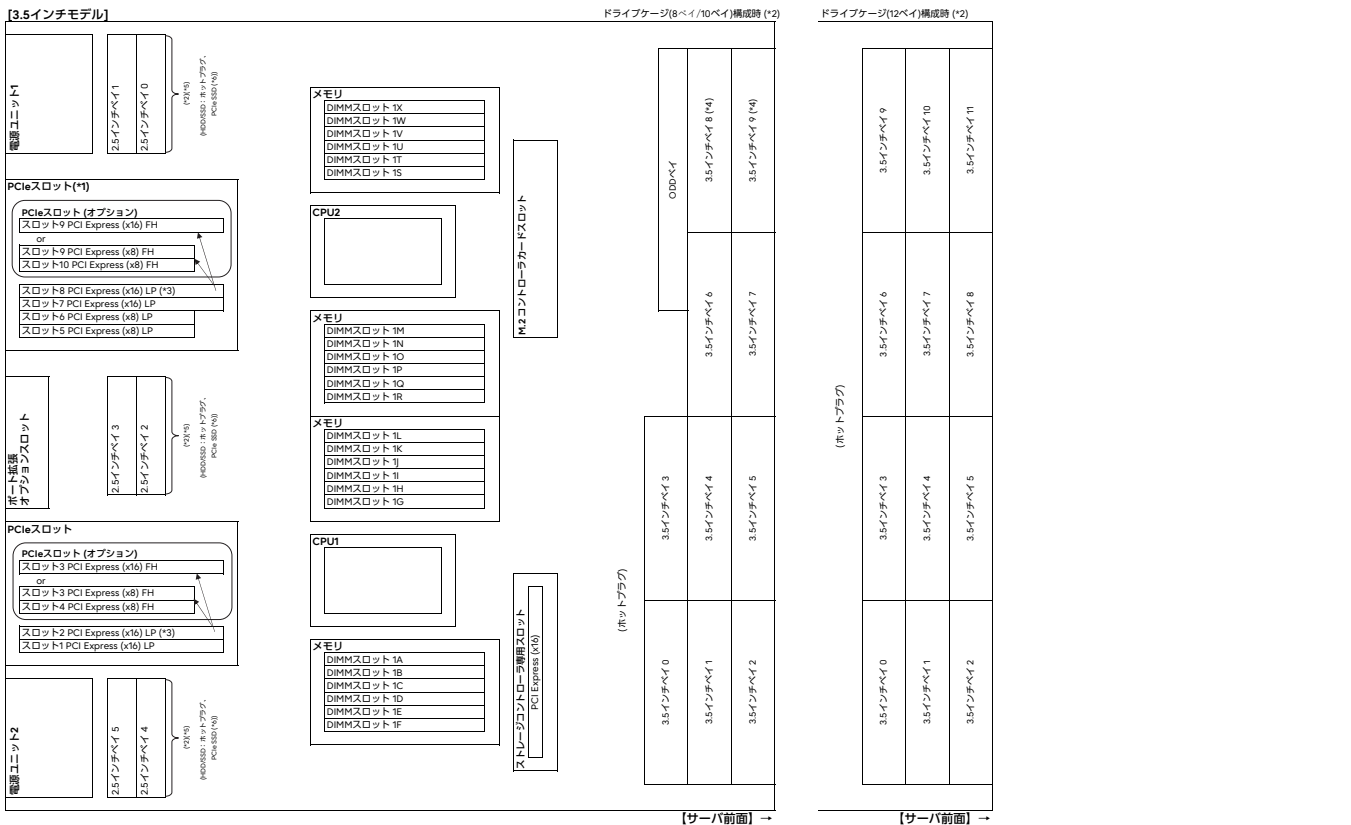 [3.5インチモデル]
ドライブケージ(8ベイ/10ベイ)構成時 (*2)
ドライブケージ(12ベイ)構成時 (*2)
電源ユニット1
2.5インチベイ 1
2.5インチベイ 0
(*2)(*5)
(HDD/SSD：ホットプラグ、
PCIe SSD (*6))
PCIeスロット(*1)
PCIeスロット (オプション)
スロット9 PCI Express (x16) FH
or
スロット9 PCI Express (x8) FH
スロット10 PCI Express (x8) FH
スロット8 PCI Express (x16) LP (*3)
スロット7 PCI Express (x16) LP
スロット6 PCI Express (x8) LP
スロット5 PCI Express (x8) LP
ポート拡張
オプションスロット
2.5インチベイ 3
2.5インチベイ 2
(*2)(*5)
(HDD/SSD：ホットプラグ、
PCIe SSD (*6))
PCIeスロット
PCIeスロット (オプション)
スロット3 PCI Express (x16) FH
or
スロット3 PCI Express (x8) FH
スロット4 PCI Express (x8) FH
スロット2 PCI Express (x16) LP (*3)
スロット1 PCI Express (x16) LP
電源ユニット2
2.5インチベイ 5
2.5インチベイ 4
(*2)(*5)
(HDD/SSD：ホットプラグ、
PCIe SSD (*6))
メモリ
DIMMスロット 1X
DIMMスロット 1W
DIMMスロット 1V
DIMMスロット 1U
DIMMスロット 1T
DIMMスロット 1S
CPU2
メモリ
DIMMスロット 1M
DIMMスロット 1N
DIMMスロット 1O
DIMMスロット 1P
DIMMスロット 1Q
DIMMスロット 1R
メモリ
DIMMスロット 1L
DIMMスロット 1K
DIMMスロット 1J
DIMMスロット 1I
DIMMスロット 1H
DIMMスロット 1G
CPU1
メモリ
DIMMスロット 1A
DIMMスロット 1B
DIMMスロット 1C
DIMMスロット 1D
DIMMスロット 1E
DIMMスロット 1F
M.2 コントローラカードスロット
ストレージコントローラ専用スロット
PCI Express (x16)
(ホットプラグ)
ODDベイ
3.5インチベイ 8 (*4)
3.5インチベイ 9 (*4)
3.5インチベイ 6
3.5インチベイ 7
3.5インチベイ 3
3.5インチベイ 4
3.5インチベイ 5
3.5インチベイ 0
3.5インチベイ 1
3.5インチベイ 2
【サーバ前面】→
(ホットプラグ)
3.5インチベイ 9
3.5インチベイ 10
3.5インチベイ 11
3.5インチベイ 6
3.5インチベイ 7
3.5インチベイ 8
3.5インチベイ 3
3.5インチベイ 4
3.5インチベイ 5
3.5インチベイ 0
3.5インチベイ 1
3.5インチベイ 2
【サーバ前面】→